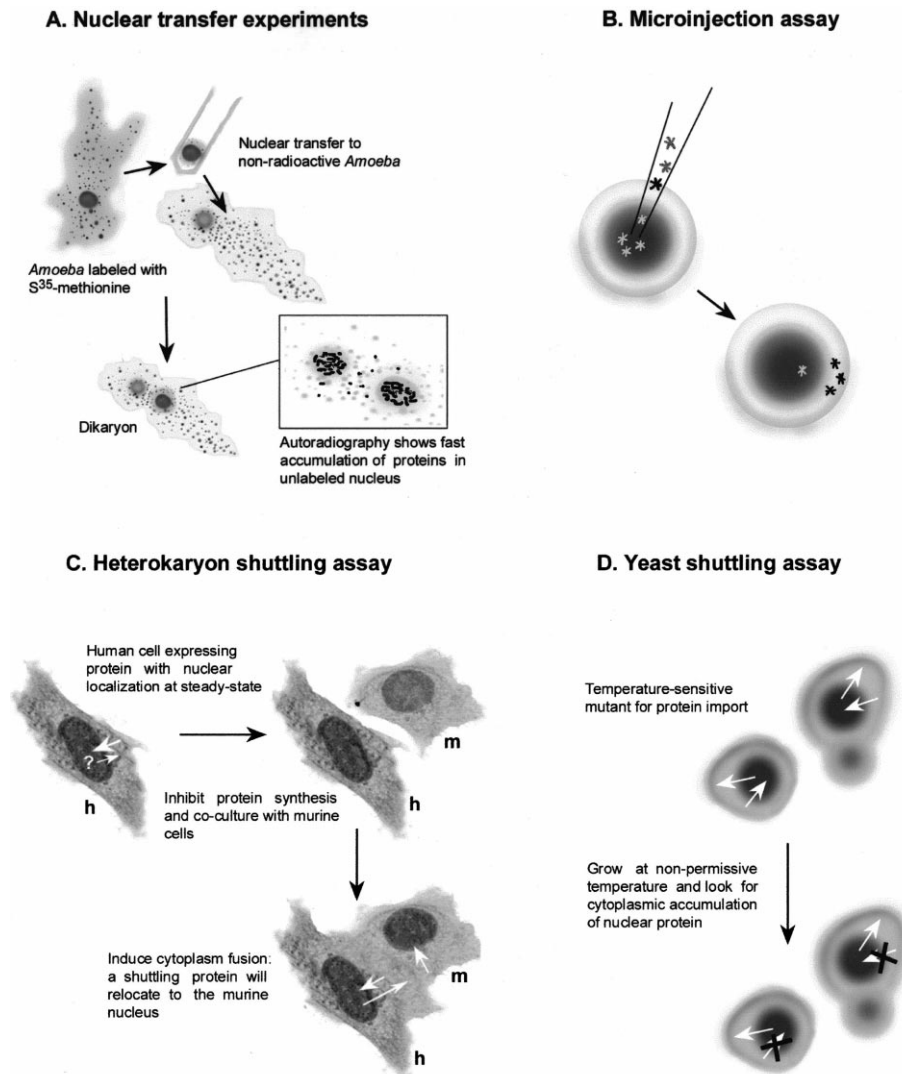 A. Nuclear transfer experiments
Nuclear transfer to
non-radioactive Amoeba
Amoeba labeled with
S35-methionine
Dikaryon
Autoradiography shows fast
accumulation of proteins in
unlabeled nucleus
B. Microinjection assay
C. Heterokaryon shuttling assay
Human cell expressing
protein with nuclear
localization at steady-state
?
h
m
h
Inhibit protein synthesis
and co-culture with murine
cells
Induce cytoplasm fusion:
a shuttling protein will
relocate to the murine
nucleus
m
h
D. Yeast shuttling assay
Temperature-sensitive
mutant for protein import
Grow at non-permissive
temperature and look for
cytoplasmic accumulation
of nuclear protein